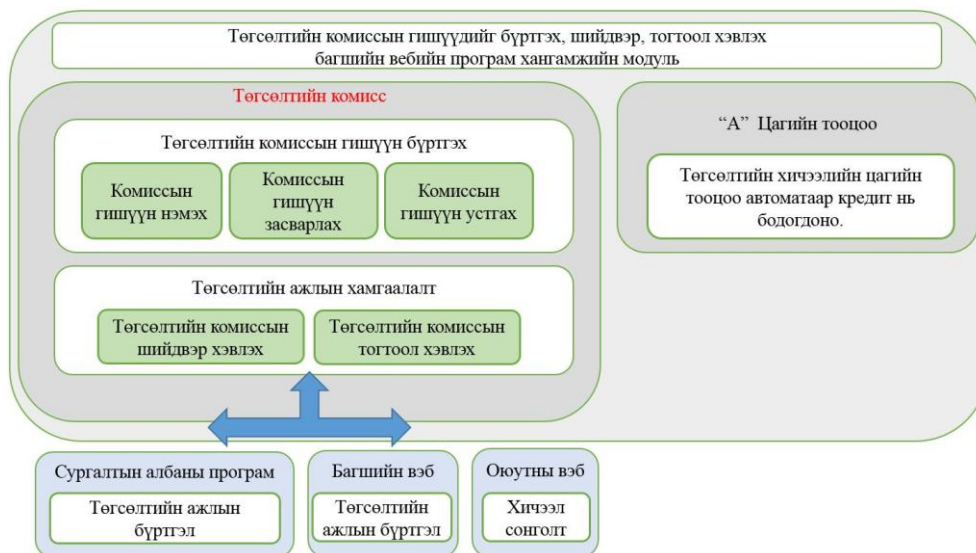 Төгсөлтийн комиссын гишүүдийг бүртгэх, шийдвэр, тогтоол хэвлэх
багшийн вебийн програм хангамжийн модуль
Төгсөлтийн комисс
Төгсөлтийн комиссын гишүүн бүртгэх
Комиссын
гишүүн нэмэх
Комиссын
гишүүн
засварлах
Комиссын
гишүүн устгах
Төгсөлтийн ажлын хамгаалалт
Төгсөлтийн комиссын
шийдвэр хэвлэх
Төгсөлтийн комиссын
тогтоол хэвлэх
“А” Цагийн тооцоо
Төгсөлтийн хичээлийн цагийн
тооцоо автоматаар кредит нь
бодогдоно.
Сургалтын албаны програм
Төгсөлтийн ажлын
бүртгэл
Багшийн вэб
Төгсөлтийн
ажлын бүртгэл
Оюутны вэб
Хичээл
сонголт